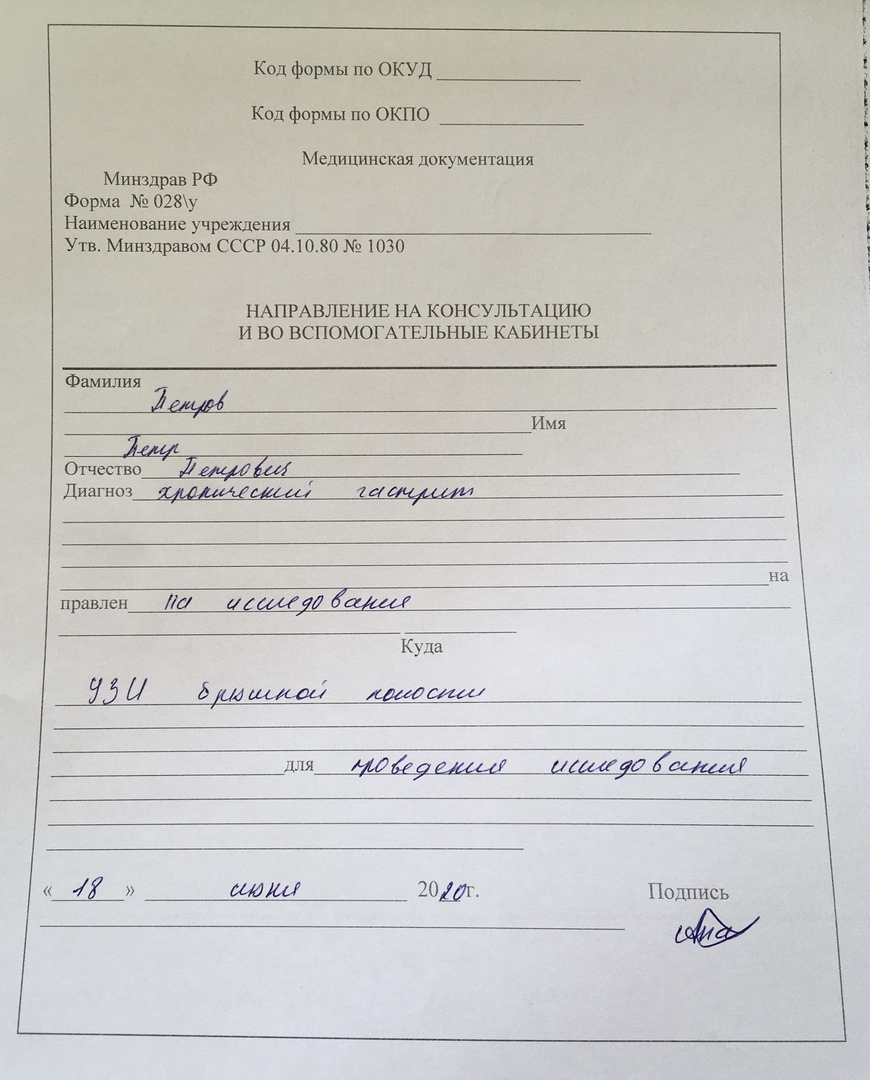 Код формы по ОКУД
Код формы по ОКПО
Медицинская документация
Минздрав РФ
Форма № 028\у
Наименование учреждения
Утв. Минздравом СССР 04.10.80 № 1030
НАПРАВЛЕНИЕ НА КОНСУЛЬТАЦИЮ
И ВО ВСПОМОГАТЕЛЬНЫЕ КАБИНЕТЫ
Фамилия
Петров
Имя
Петр
Отчество Петрович
Диагноз хронический гастрит
на
правлен на исследования
Куда
УЗИ брюшной полости
для проведения исследования
« 18 » июня 2020г. Подпись